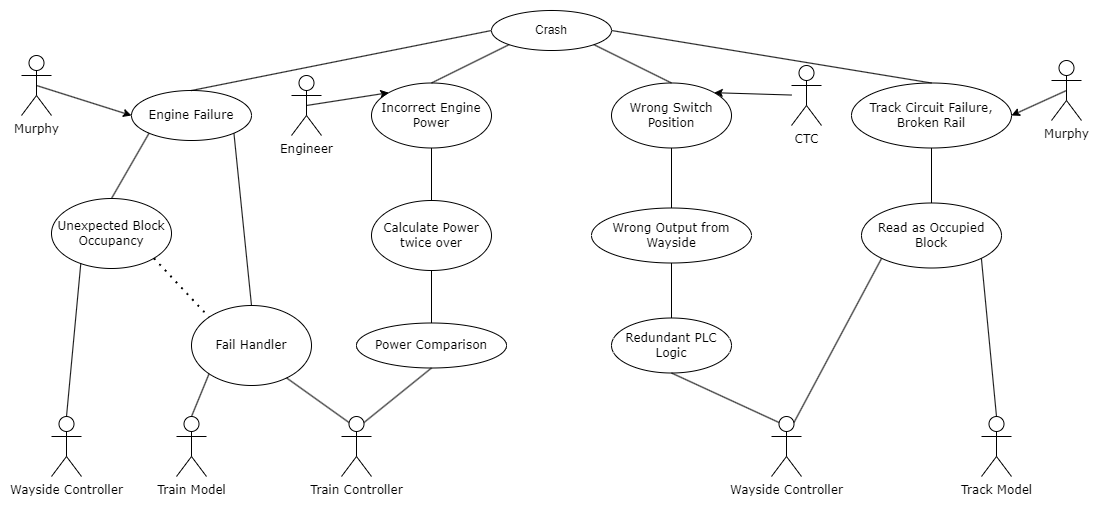 Crash
Murphy
Engine Failure
Engineer
Incorrect Engine
Power
Wrong Switch
Position
CTC
Track Circuit Failure,
Broken Rail
Murphy
Unexpected Block
Occupancy
Calculate Power
twice over
Wrong Output from
Wayside
Read as Occupied
Block
Fail Handler
Power Comparison
Redundant PLC
Logic
Wayside Controller
Train Model
Train Controller
Wayside Controller
Track Model